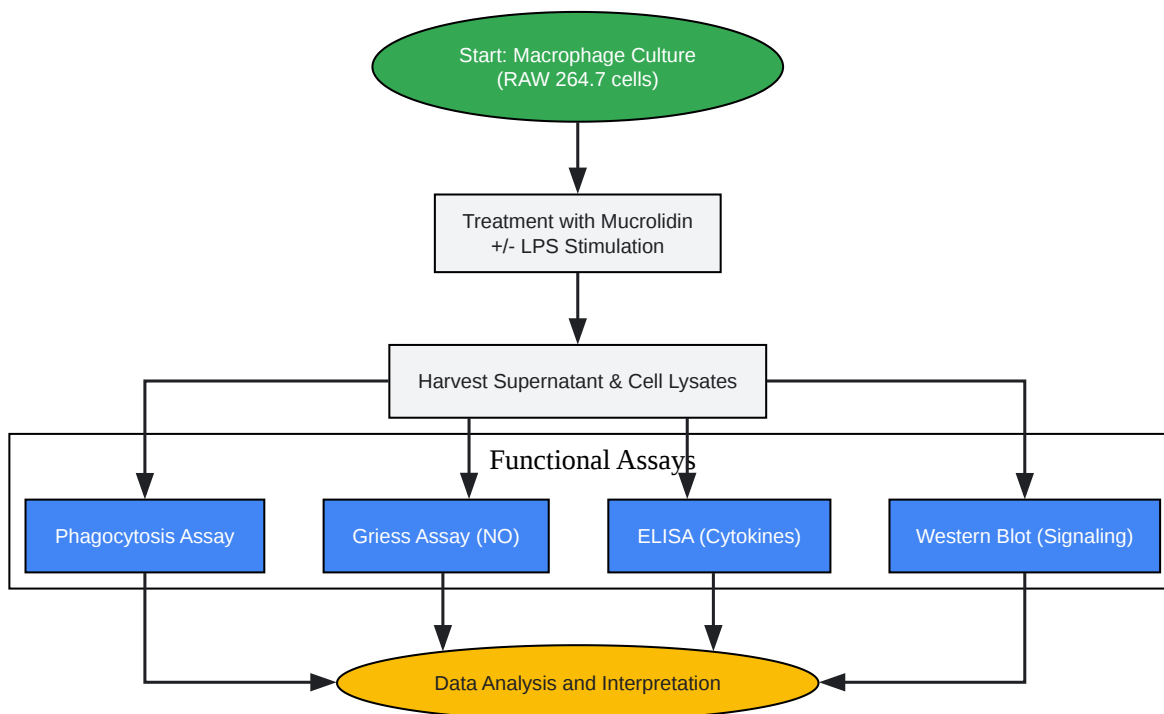 Start: Macrophage Culture
(RAW 264.7 cells)
Treatment with Mucrolidin
+/- LPS Stimulation
Harvest Supernatant & Cell Lysates
Functional Assays
Phagocytosis Assay
Griess Assay (NO)
ELISA (Cytokines)
Western Blot (Signaling)
Data Analysis and Interpretation